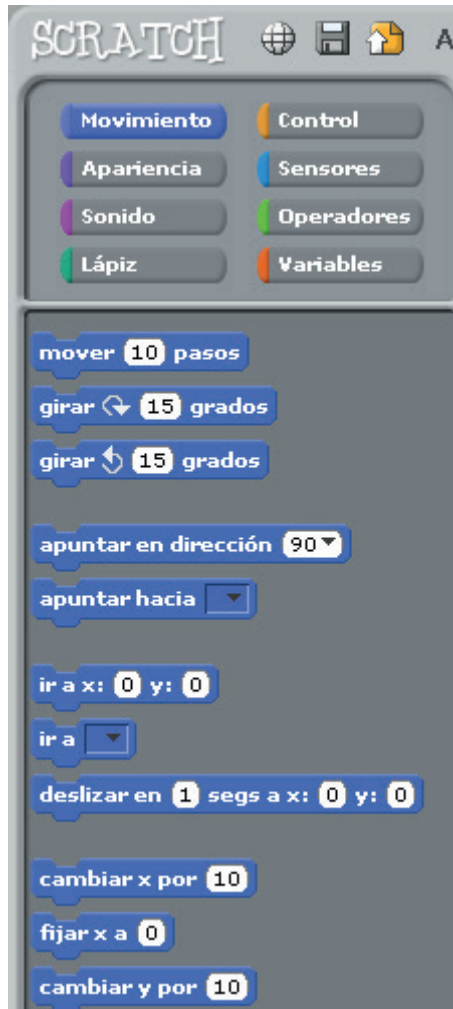 SCRATCH A
Movimiento Control
Apariencia Sensores
Sonido Operadores
Lápiz Variables
mover 10 pasos
girar 15 grados
girar 15 grados
apuntar en dirección 90
apuntar hacia
ir a x: 0 y: 0
ir a
deslizar en 1 segs a x: 0 y: 0
cambiar x por 10
fijar x a 0
cambiar y por 10